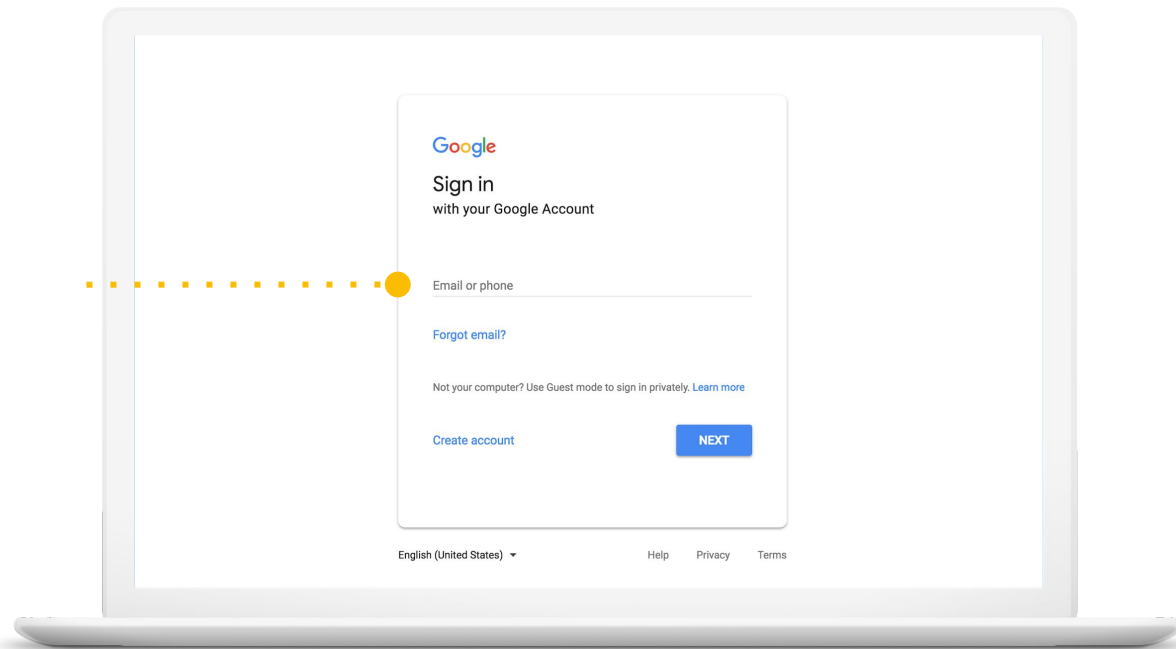 Google
Sign in
with your Google Account
Email or phone
Forgot email?
Not your computer? Use Guest mode to sign in privately. Learn more
Create account
NEXT
English (United States)
Help Privacy Terms